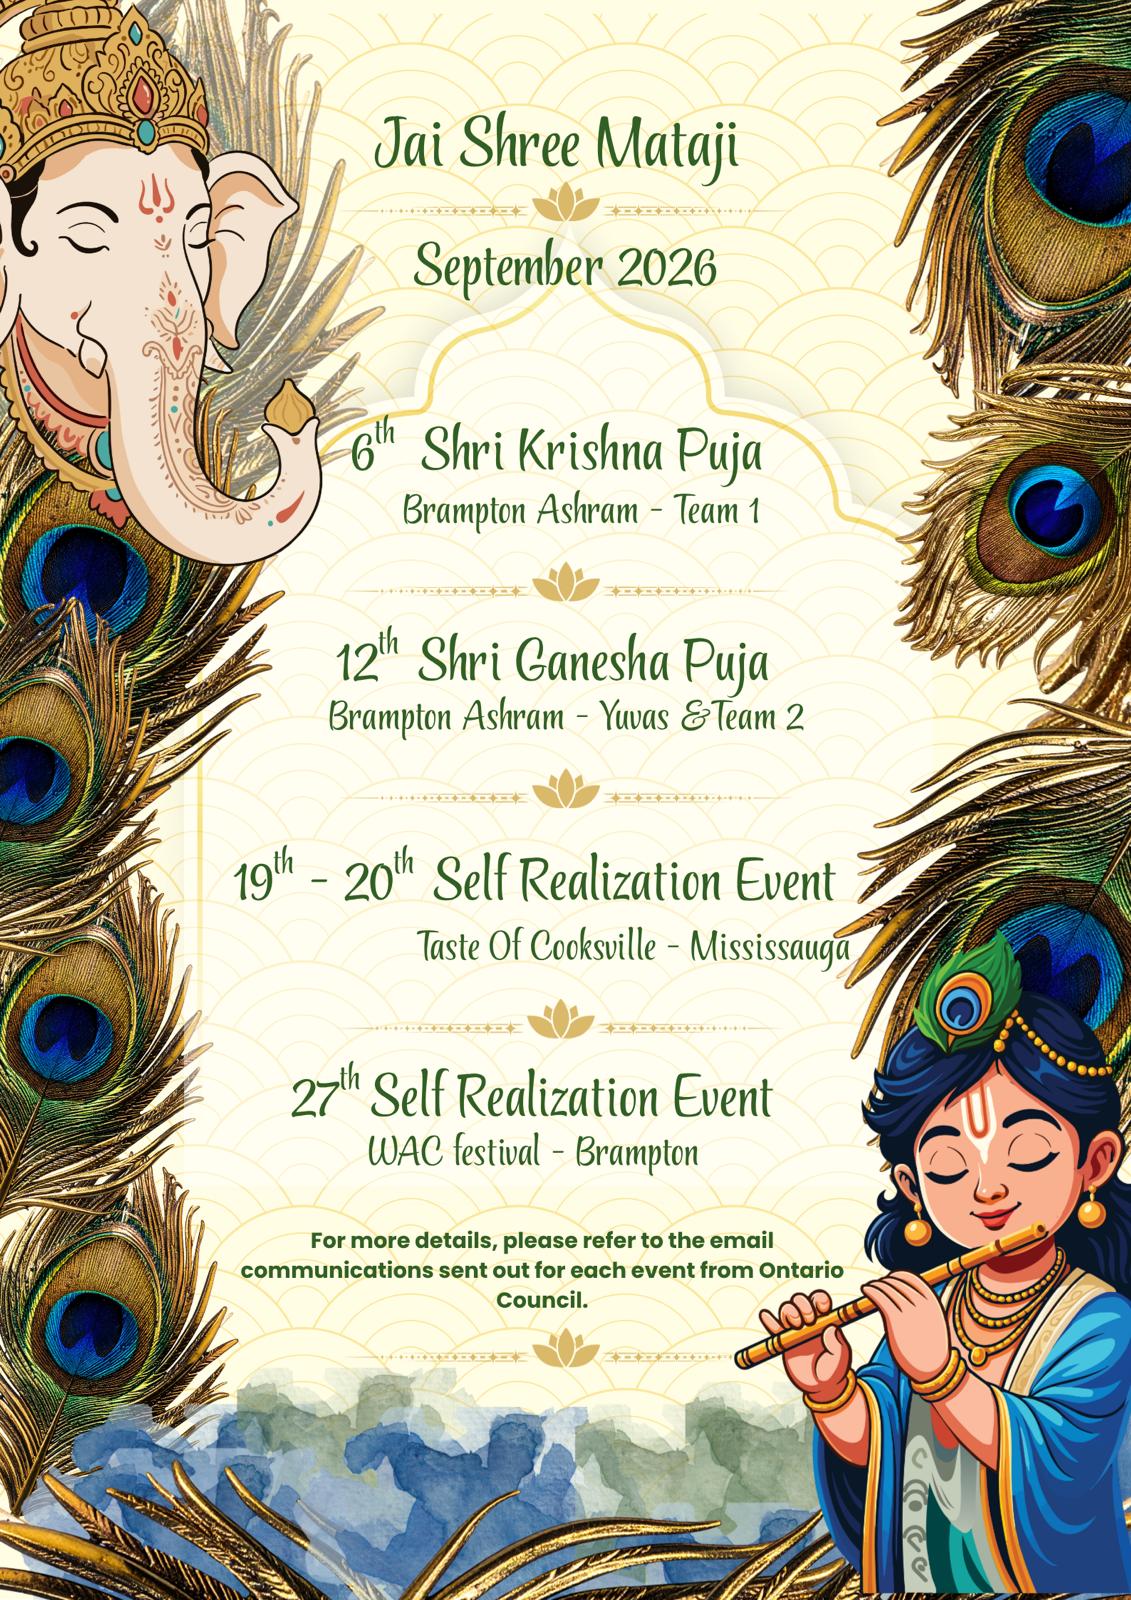 Jai Shree Mataji
September 2026
6th Shri Krishna Puja
Brampton Ashram - Team 1
12th Shri Ganesha Puja
Brampton Ashram - Yuvas &Team 2
19th - 20th Self Realization Event
Taste Of Cooksville - Mississauga
27th Self Realization Event
WAC festival - Brampton
For more details, please refer to the email
communications sent out for each event from Ontario
Council.